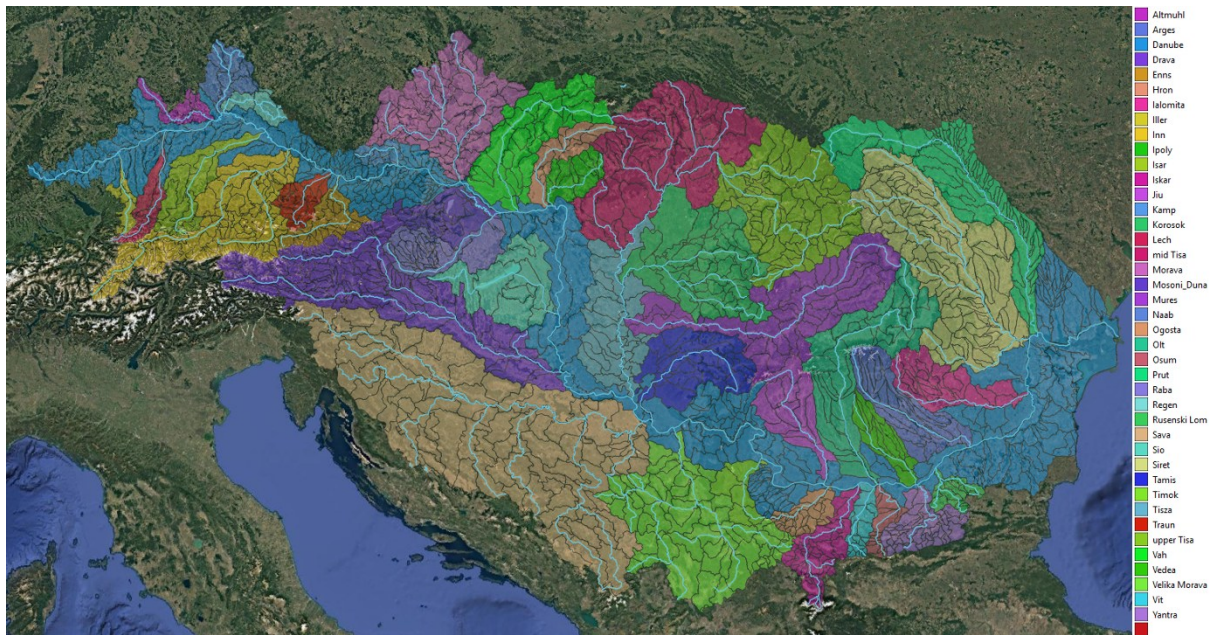 Altmuhl
Arges
Danube
Drava
Enns
Hron
Ialomita
Iller
Inn
Ipoly
Isar
Iskar
Jiu
Kamp
Korosok
Lech
mid Tisa
Morava
Mosoni_Duna
Mures
Naab
Ogosta
Olt
Osum
Prut
Raba
Regen
Rusenski Lom
Sava
Sio
Siret
Tamis
Timok
Tisza
Traun
upper Tisa
Vah
Vedea
Velika Morava
Vit
Yantra